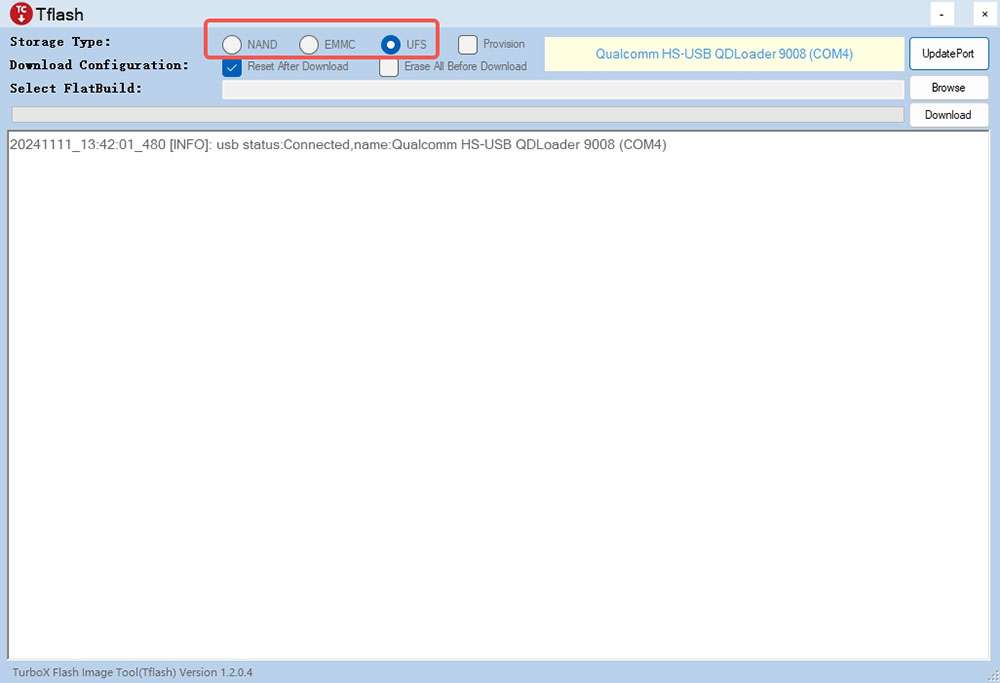 TC Tflash - ×
Storage Type: NAND EMMC UFS Provision Qualcomm HS-USB QDLoader 9008 (COM4) UpdatePort
Download Configuration: Reset After Download Erase All Before Download
Select FlatBuild: Browse
Download
20241111_13:42:01_480 [INFO]: usb status:Connected,name:Qualcomm HS-USB QDLoader 9008 (COM4)
TurboX Flash Image Tool(Tflash) Version 1.2.0.4